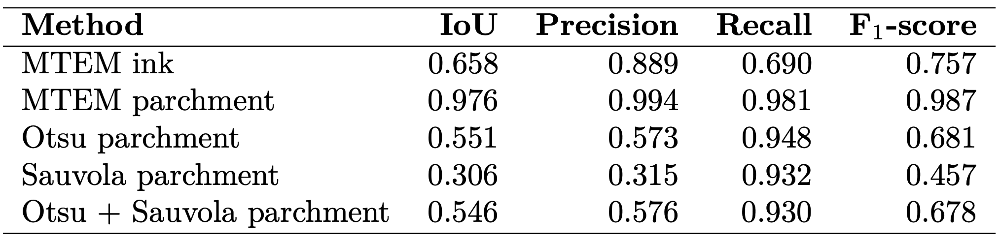 Method IoU Precision Recall F₁-score
MTEM ink 0.658 0.889 0.690 0.757
MTEM parchment 0.976 0.994 0.981 0.987
Otsu parchment 0.551 0.573 0.948 0.681
Sauvola parchment 0.306 0.315 0.932 0.457
Otsu + Sauvola parchment 0.546 0.576 0.930 0.678